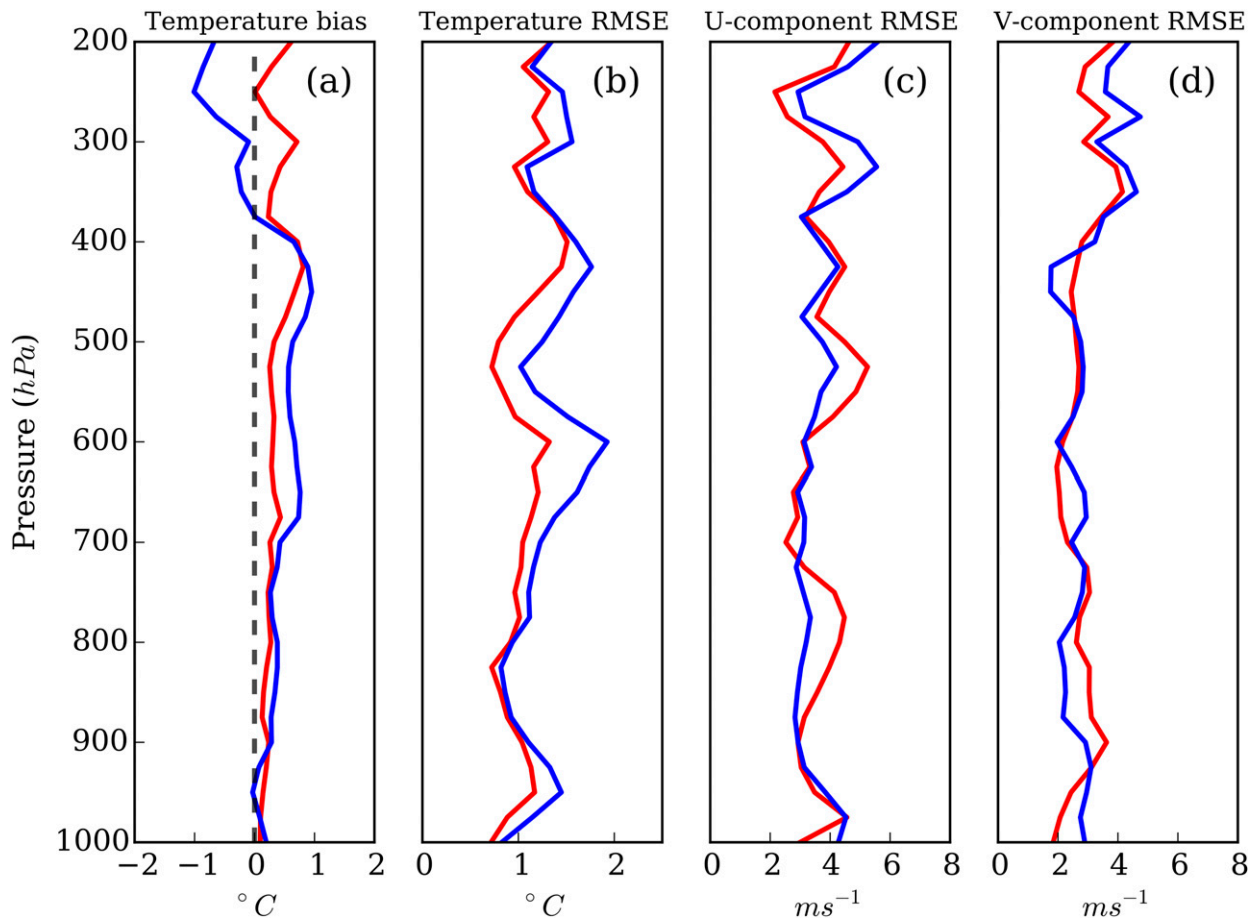 Temperature bias Temperature RMSE U-component RMSE V-component RMSE
(a) (b) (c) (d)
200
300
400
500
600
700
800
900
1000
Pressure (hPa)
−2 −1 0 1 2 0 1 2 0 2 4 6 8 0 2 4 6 8
°C °C ms⁻¹ ms⁻¹